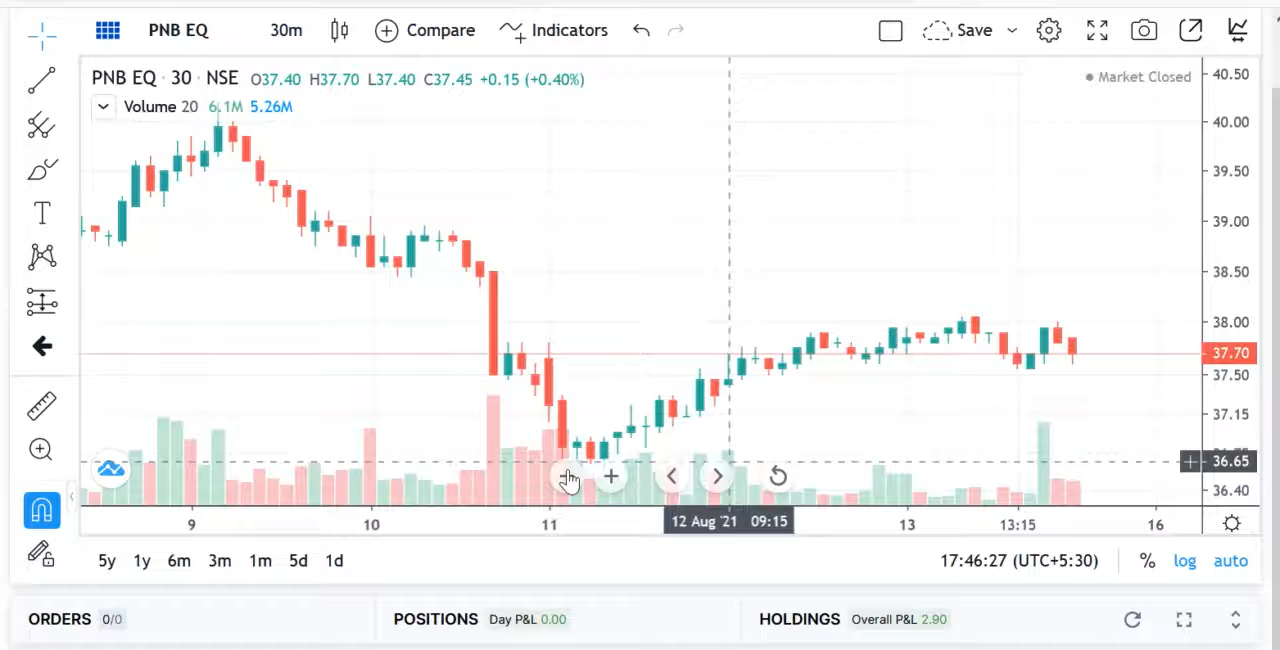 PNB EQ 30m Compare Indicators Save
PNB EQ · 30 · NSE O37.40 H37.70 L37.40 C37.45 +0.15 (+0.40%) Market Closed
Volume 20 6.1M 5.26M
40.50
40.00
39.50
39.00
38.50
38.00
37.70
37.50
37.15
36.65
36.40
9 10 11 12 Aug '21 09:15 13 13:15 16
5y 1y 6m 3m 1m 5d 1d 17:46:27 (UTC+5:30) % log auto
ORDERS 0/0 POSITIONS Day P&L 0.00 HOLDINGS Overall P&L 2.90